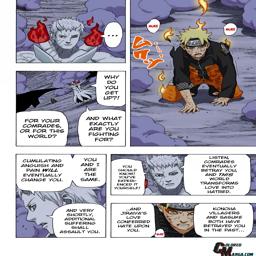 ...
WHY
DO YOU
GET
UP?!
FOR YOUR
COMRADES,
OR FOR THIS
WORLD?
AND WHAT
EXACTLY
ARE YOU
FIGHTING
FOR?
LISTEN,
COMRADES
EVENTUALLY
BETRAY YOU,
AND THIS
WORLD
TRANSFORMS
LOVE INTO
HATRED.
YOU
SHOULD
KNOW!
YOU'VE
EXPERIENCED
IT YOURSELF!
YOU AND
I ARE
THE SAME.
CUMULATING
ANGUISH
AND PAIN WILL
EVENTUALLY
CHANGE YOU.
KONOHA
VILLAGERS
AND SASUKE
BOTH HAVE
BETRAYED YOU
IN THE PAST...
AND
JIRAIYA'S
LOVE
CONFERRED
HATE UPON
YOU.
AND VERY
SHORTLY,
ADDITIONAL
SUFFERING
SHALL
ASSAULT YOU.